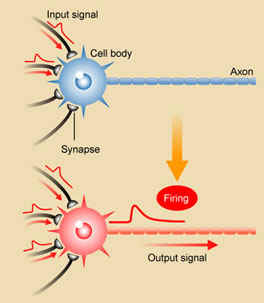 Input signal
Cell body
Axon
Synapse
Firing
Output signal